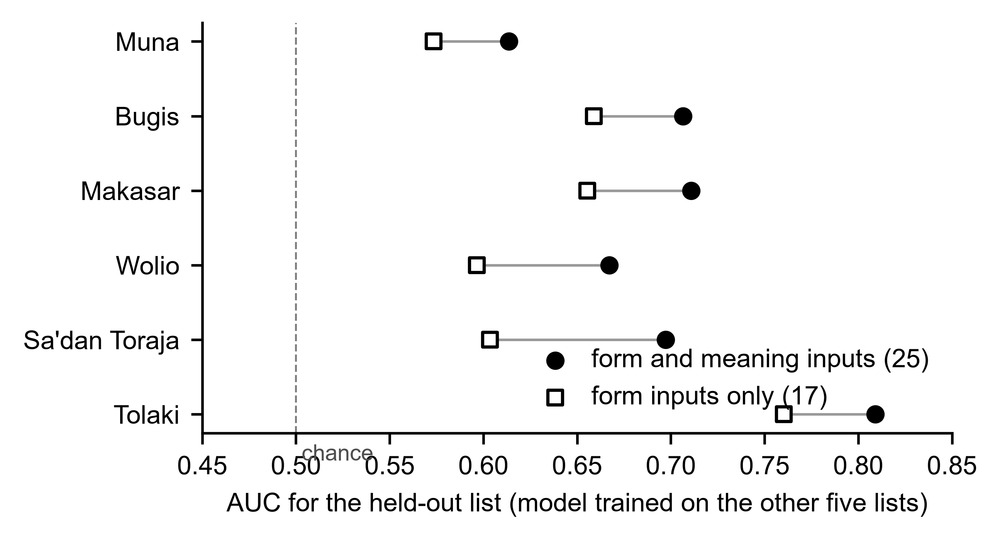 Muna
Bugis
Makasar
Wolio
Sa'dan Toraja
form and meaning inputs (25)
form inputs only (17)
Tolaki
chance
0.45 0.50 0.55 0.60 0.65 0.70 0.75 0.80 0.85
AUC for the held-out list (model trained on the other five lists)